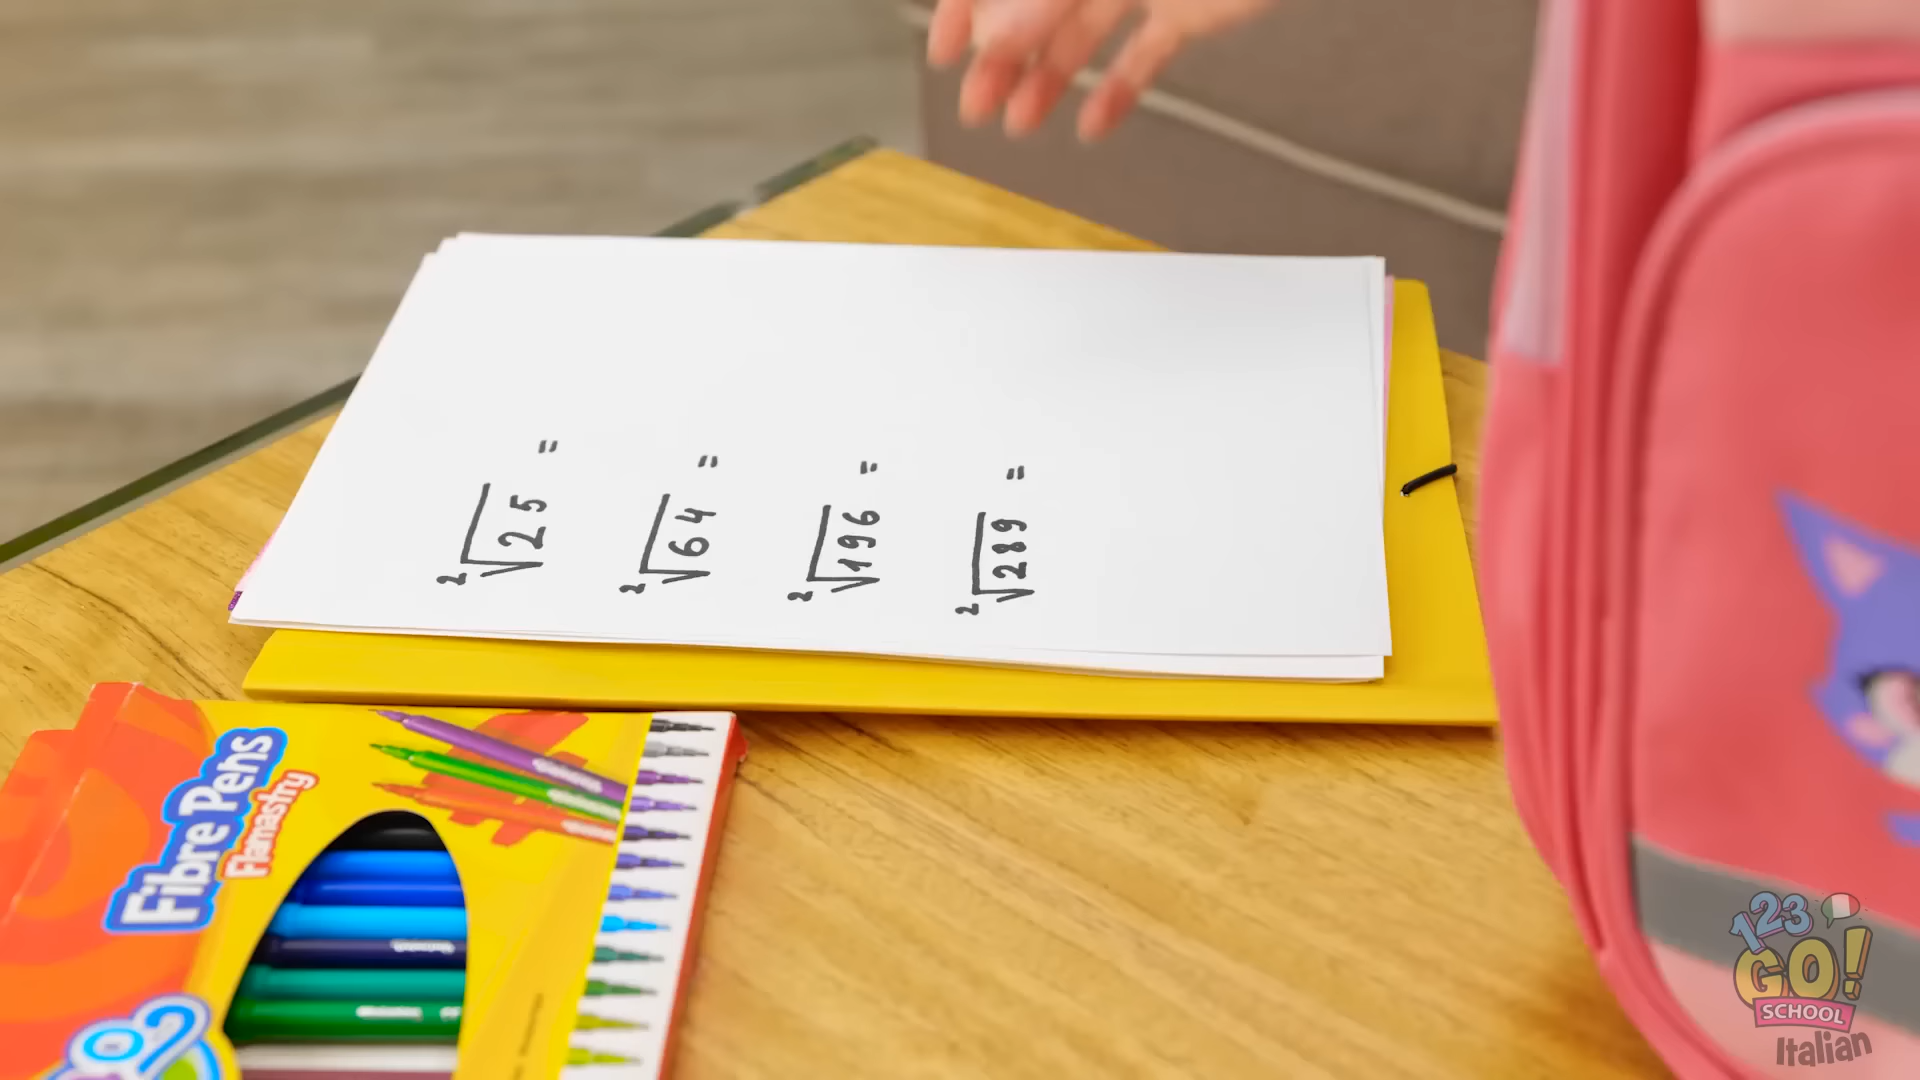 ²√25 =
²√64 =
²√196 =
²√289 =
Fibre Pens
Flamastry
123
GO!
SCHOOL
Italian